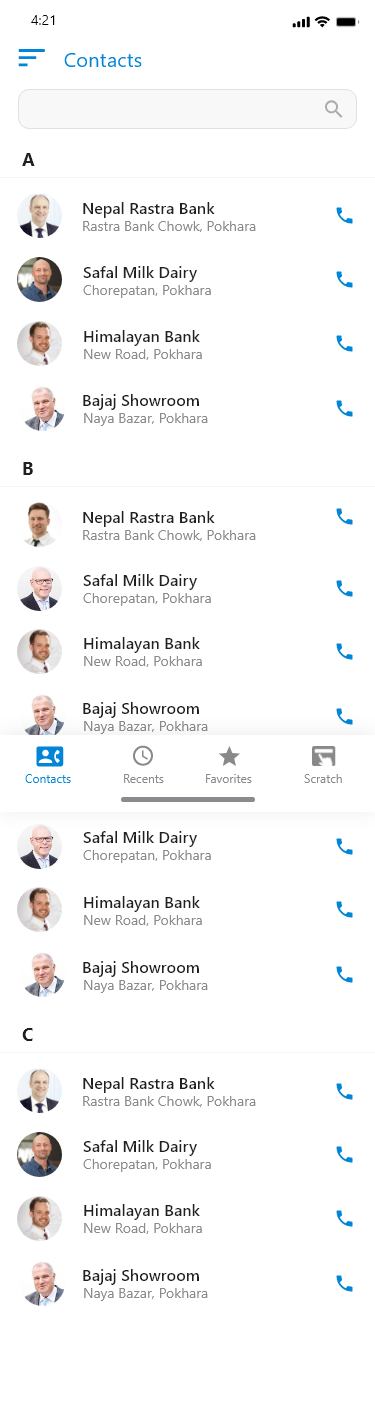 4:21
Contacts
A
Nepal Rastra Bank
Rastra Bank Chowk, Pokhara
Safal Milk Dairy
Chorepatan, Pokhara
Himalayan Bank
New Road, Pokhara
Bajaj Showroom
Naya Bazar, Pokhara
B
Nepal Rastra Bank
Rastra Bank Chowk, Pokhara
Safal Milk Dairy
Chorepatan, Pokhara
Himalayan Bank
New Road, Pokhara
Bajaj Showroom
Naya Bazar, Pokhara
Contacts Recents Favorites Scratch
Safal Milk Dairy
Chorepatan, Pokhara
Himalayan Bank
New Road, Pokhara
Bajaj Showroom
Naya Bazar, Pokhara
C
Nepal Rastra Bank
Rastra Bank Chowk, Pokhara
Safal Milk Dairy
Chorepatan, Pokhara
Himalayan Bank
New Road, Pokhara
Bajaj Showroom
Naya Bazar, Pokhara